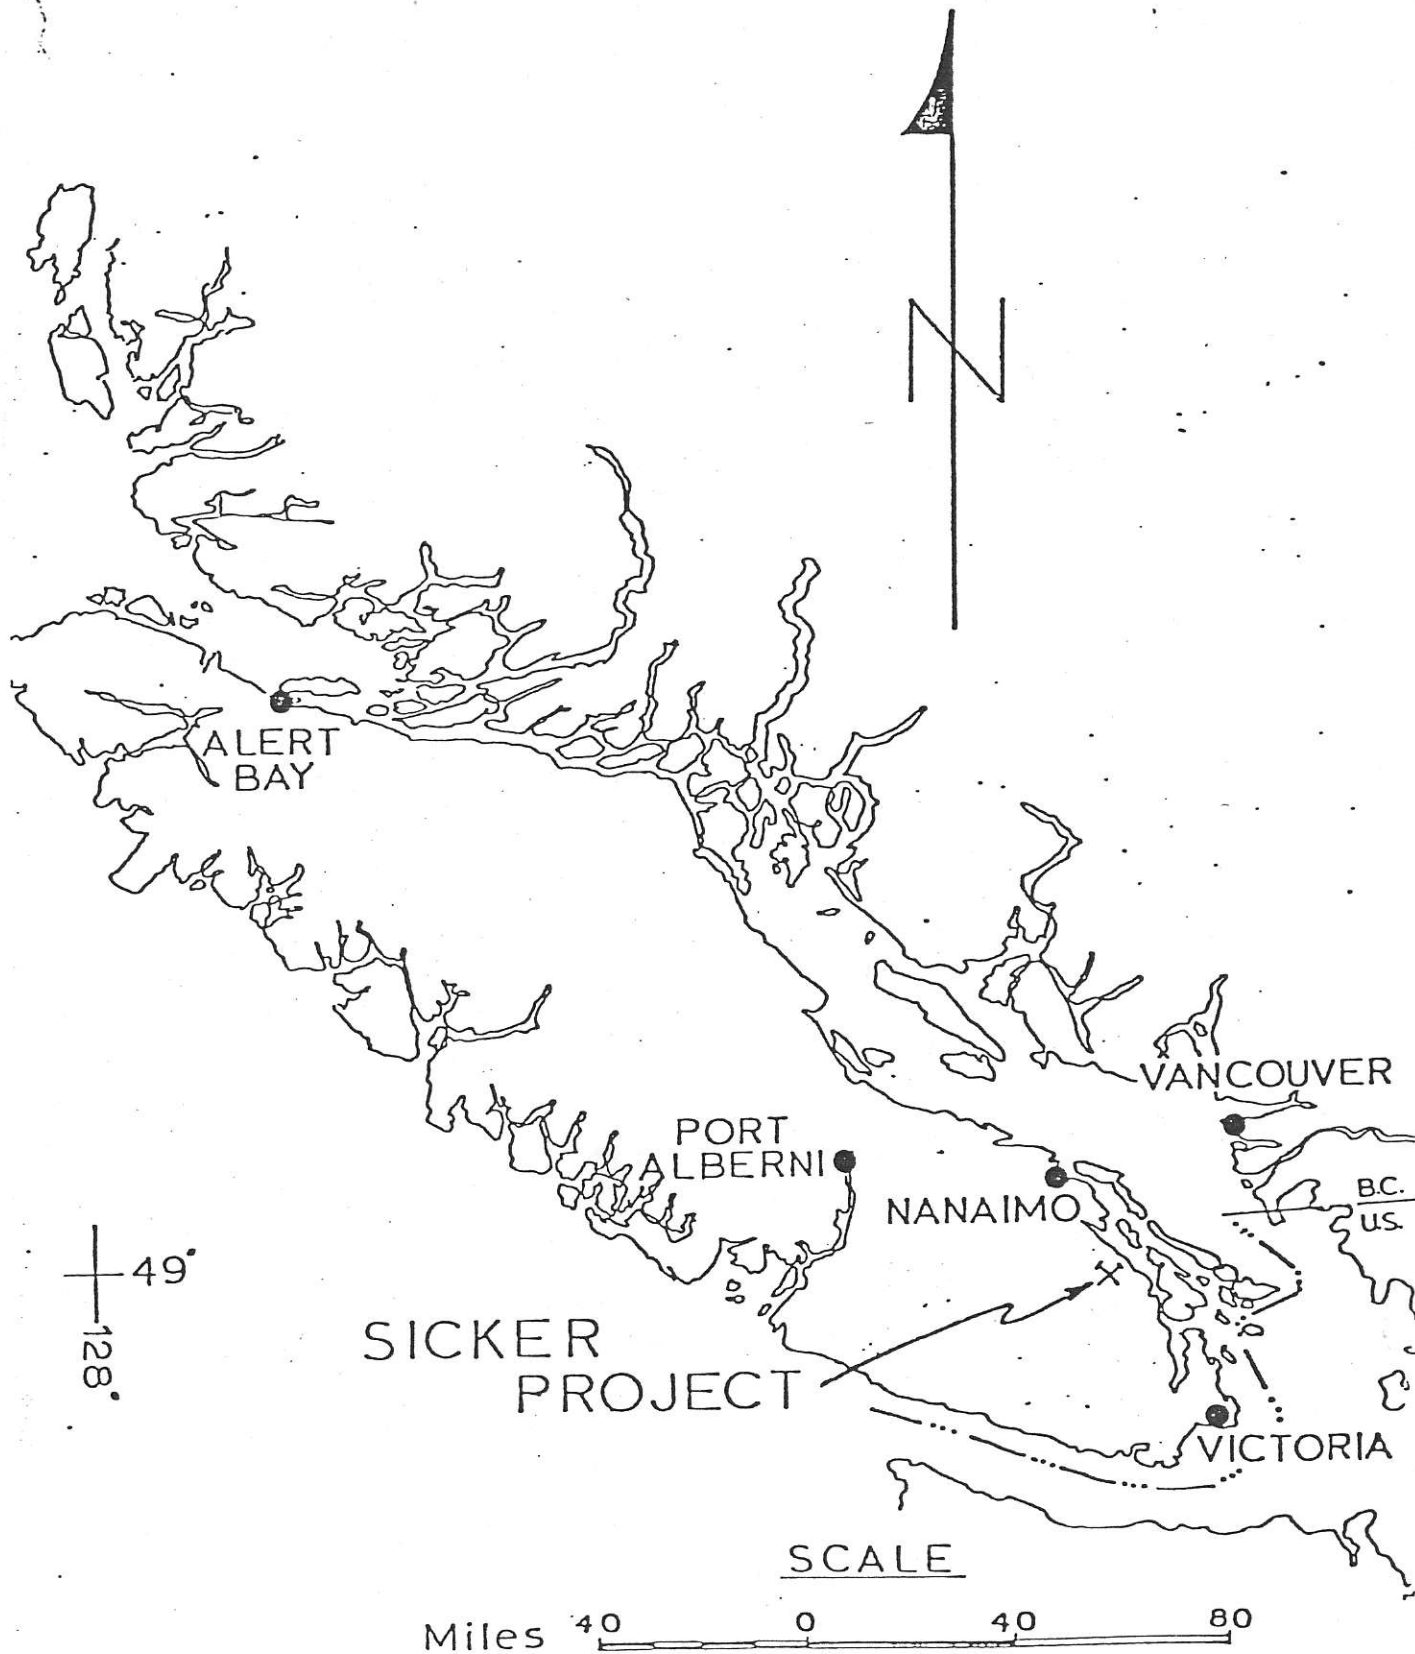 N
ALERT
BAY
VANCOUVER
PORT
ALBERNI
NANAIMO
B.C.
U.S.
49°
128°
SICKER
PROJECT
VICTORIA
SCALE
Miles 40 0 40 80